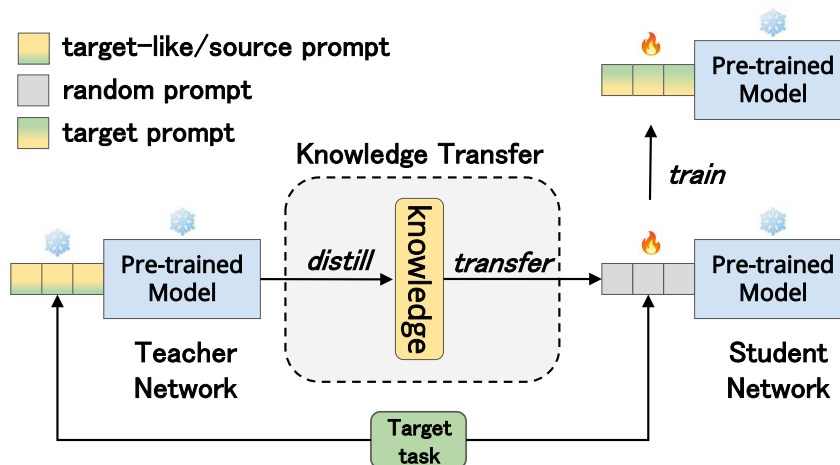 target-like/source prompt
random prompt
target prompt
Pre-trained
Model
train
Knowledge Transfer
Pre-trained
Model
distill
knowledge
transfer
Pre-trained
Model
Teacher
Network
Student
Network
Target
task